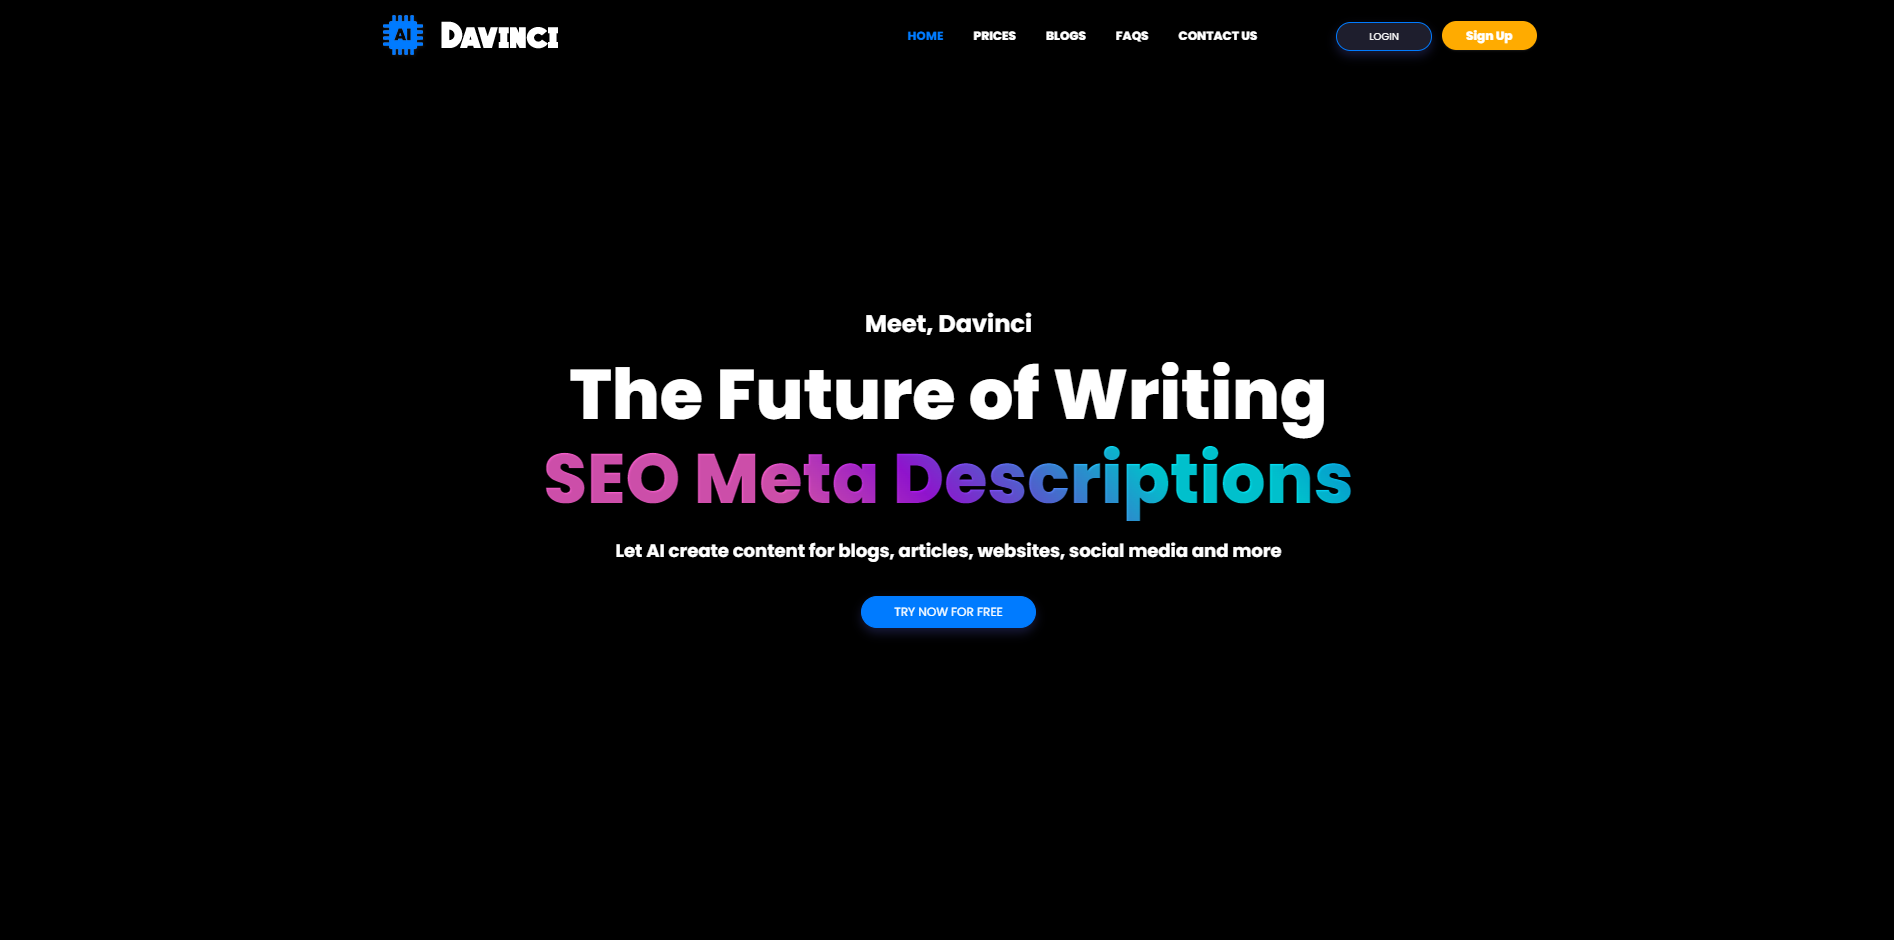 AI DAVINCI
HOME PRICES BLOGS FAQS CONTACT US LOGIN Sign Up
Meet, Davinci
The Future of Writing
SEO Meta Descriptions
Let AI create content for blogs, articles, websites, social media and more
TRY NOW FOR FREE